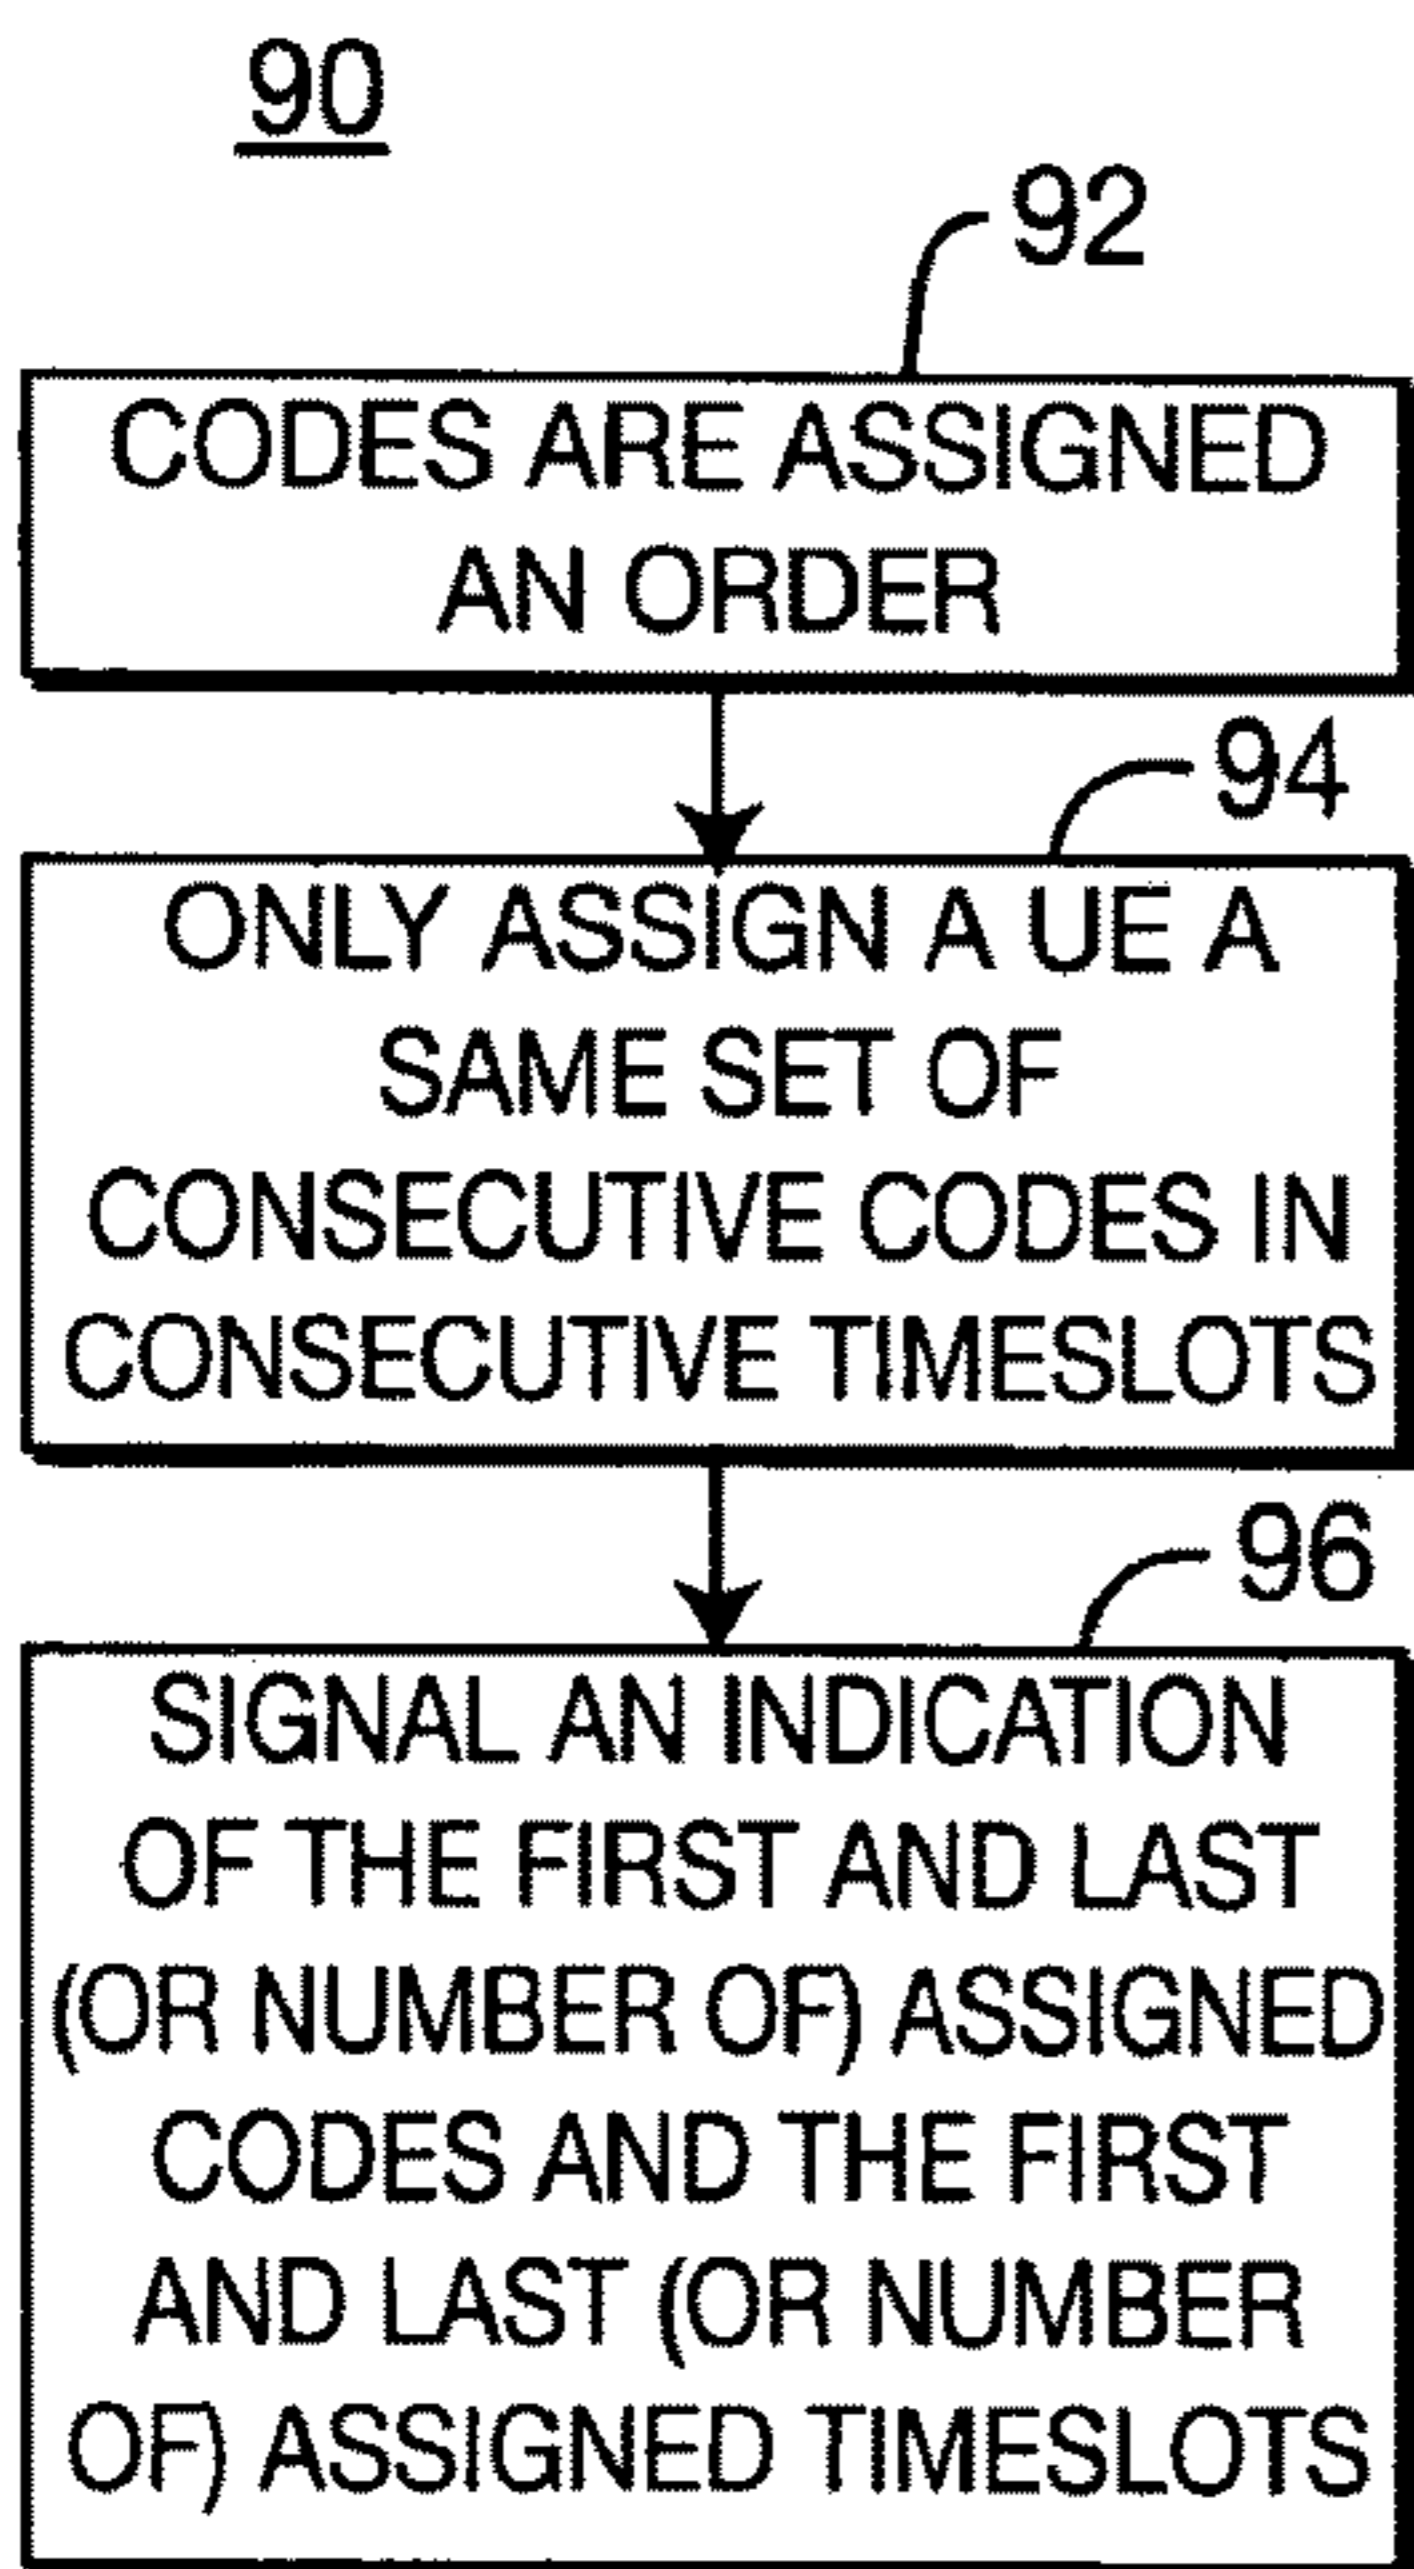 90
92
CODES ARE ASSIGNED
AN ORDER
94
ONLY ASSIGN A UE A
SAME SET OF
CONSECUTIVE CODES IN
CONSECUTIVE TIMESLOTS
96
SIGNAL AN INDICATION
OF THE FIRST AND LAST
(OR NUMBER OF) ASSIGNED
CODES AND THE FIRST
AND LAST (OR NUMBER
OF) ASSIGNED TIMESLOTS